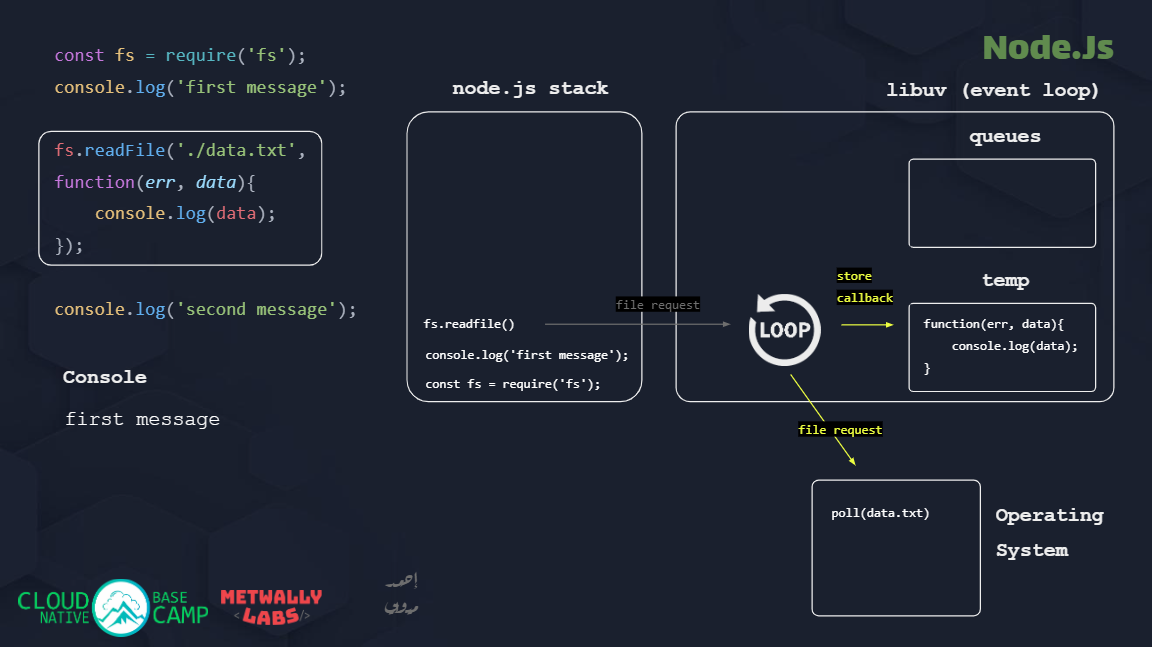 Node.Js
const fs = require('fs');
console.log('first message');
fs.readFile('./data.txt',
function(err, data){
console.log(data);
});
console.log('second message');
Console
first message
node.js stack
fs.readfile()
console.log('first message');
const fs = require('fs');
file request
libuv (event loop)
queues
LOOP
store
callback
temp
function(err, data){
console.log(data);
}
file request
poll(data.txt)
Operating
System
CLOUD
NATIVE
BASE
CAMP
METWALLY
<LABS/>
أحمد